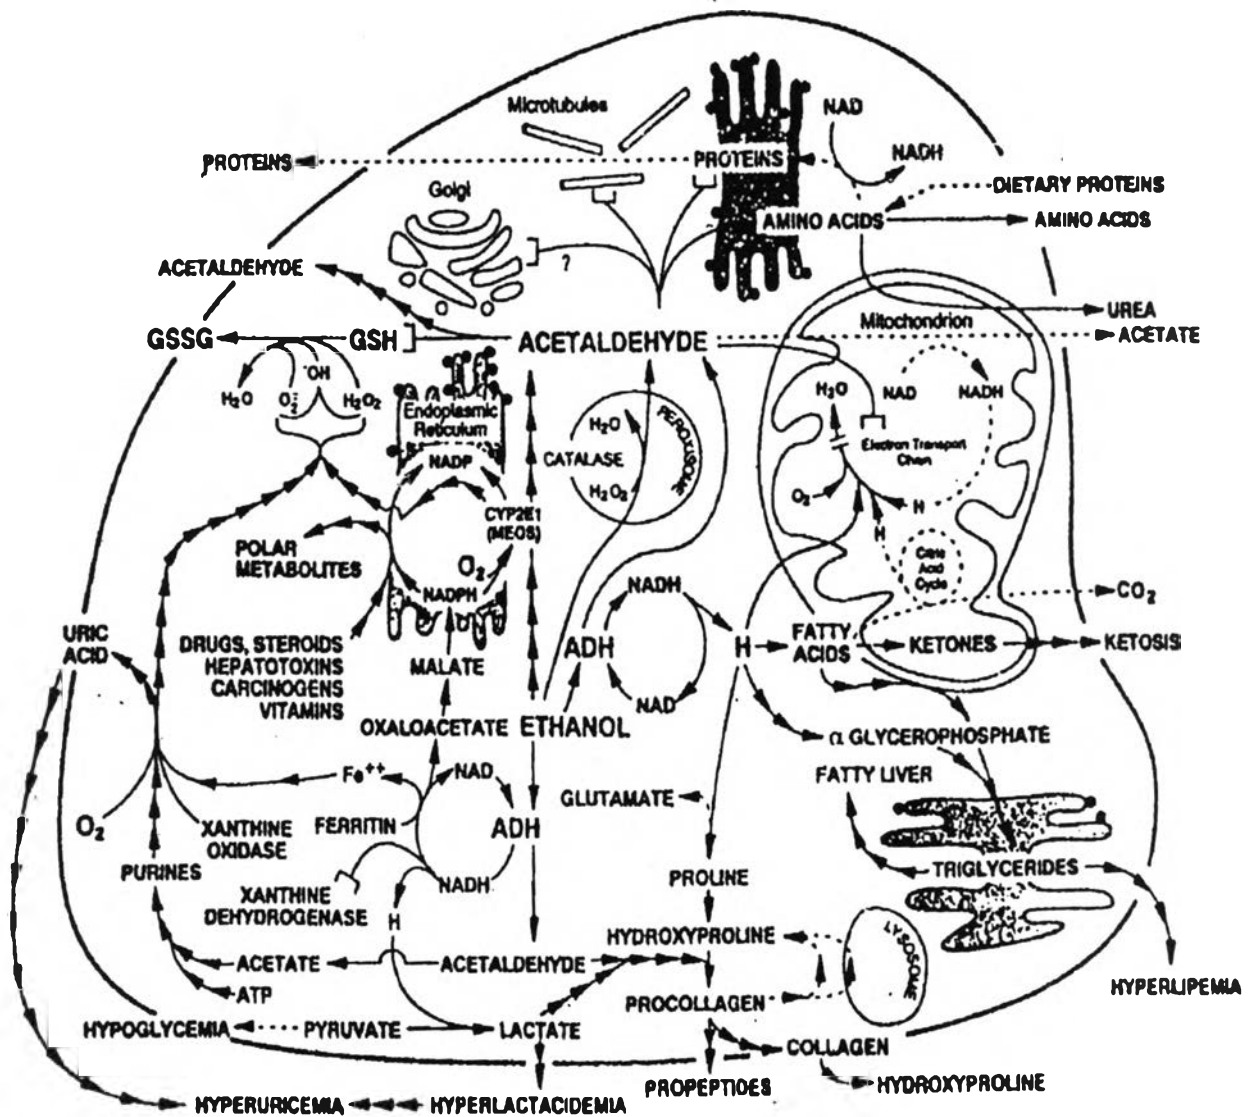 Microtubules
NAD
PROTEINS
PROTEINS
NADH
Golgi
DIETARY PROTEINS
AMINO ACIDS
AMINO ACIDS
ACETALDEHYDE
?
UREA
GSSG
GSH
ACETALDEHYDE
Mitochondrion
ACETATE
H2O
O2-
·OH
H2O2
Endoplasmic
Reticulum
NADP
H2O
PEROXISOME
CATALASE
H2O2
H2O
NAD
NADH
Electron Transport
Chain
O2
H
H
CYP2E1
(MEOS)
POLAR
METABOLITES
O2
NADPH
Citric
Acid
Cycle
CO2
NADH
URIC
ACID
DRUGS, STEROIDS
HEPATOTOXINS
CARCINOGENS
VITAMINS
MALATE
ADH
H
FATTY
ACIDS
KETONES
KETOSIS
NAD
OXALOACETATE
ETHANOL
α GLYCEROPHOSPHATE
Fe++
NAD
FATTY LIVER
GLUTAMATE
O2
XANTHINE
OXIDASE
FERRITIN
ADH
PURINES
XANTHINE
DEHYDROGENASE
NADH
PROLINE
TRIGLYCERIDES
H
HYDROXYPROLINE
LYSOSOME
ACETATE
ACETALDEHYDE
ATP
PROCOLLAGEN
HYPERLIPEMIA
HYPOGLYCEMIA
PYRUVATE
LACTATE
COLLAGEN
PROPEPTIDES
HYDROXYPROLINE
HYPERURICEMIA
HYPERLACTACIDEMIA